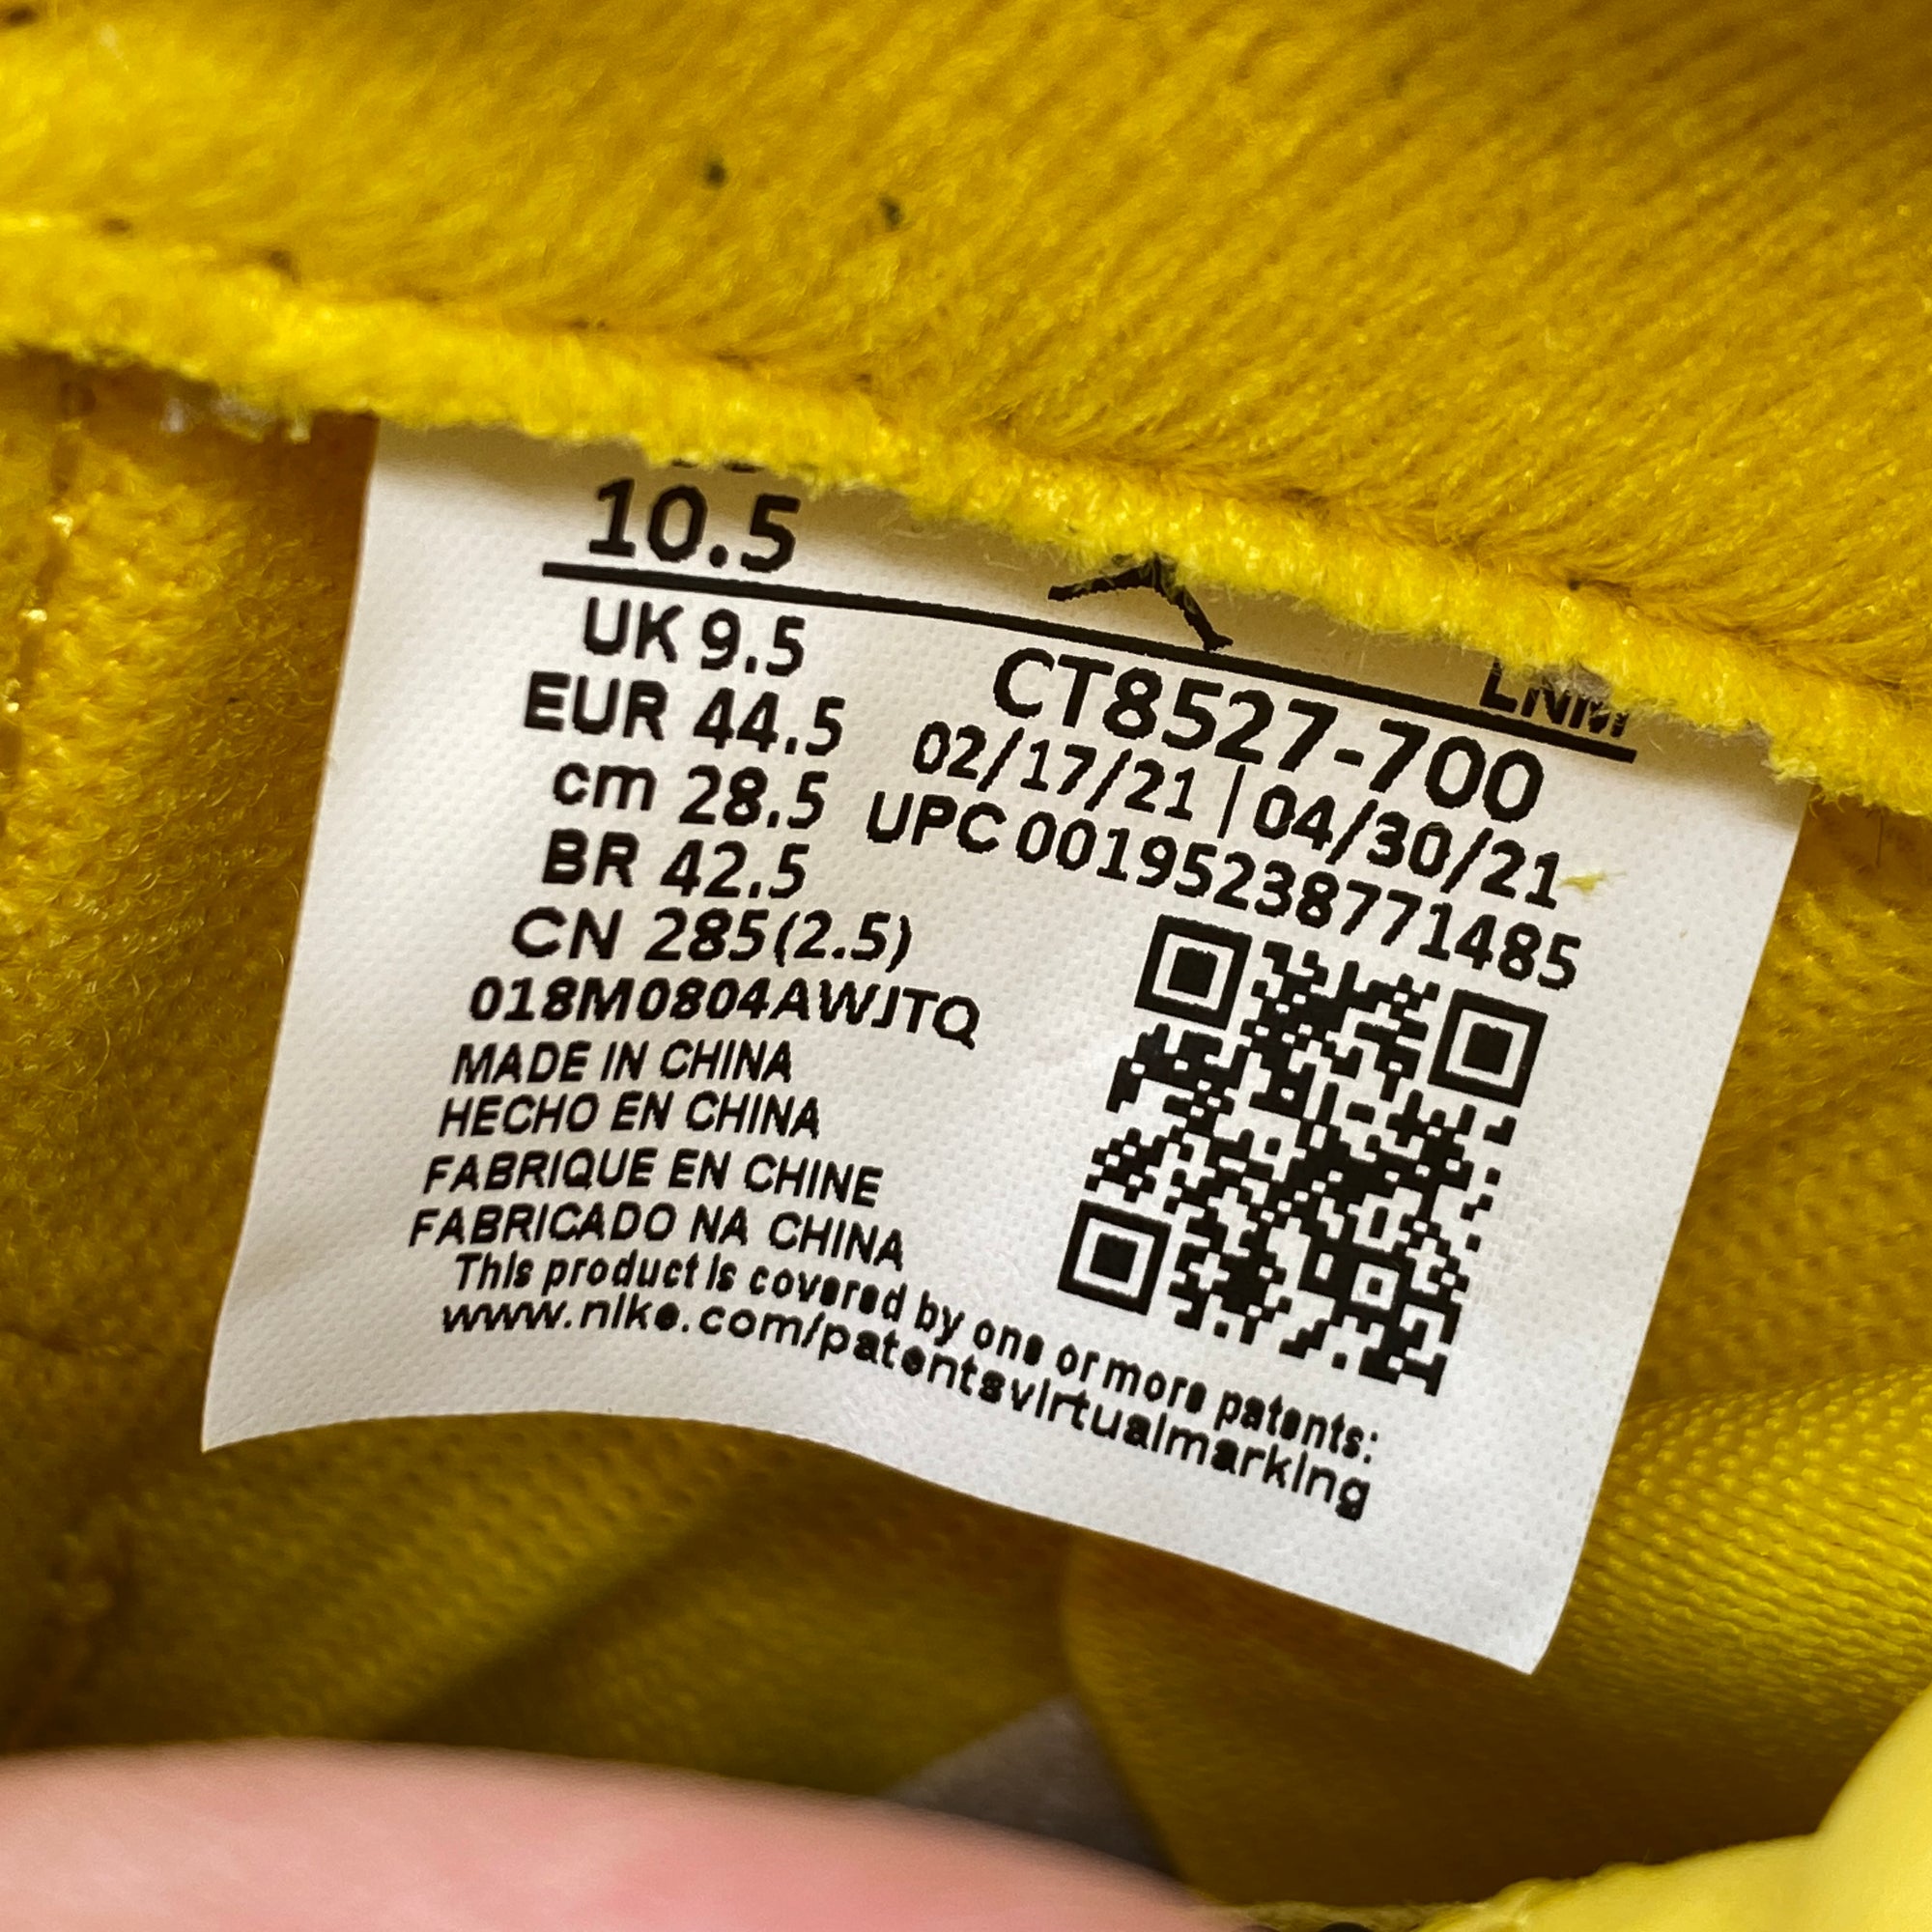 10.5
LNM
UK 9.5
EUR 44.5
cm 28.5
BR 42.5
CN 285(2.5)
CT8527-700
02/17/21 | 04/30/21
UPC 00195238771485
018M0804AWJTQ
MADE IN CHINA
HECHO EN CHINA
FABRIQUE EN CHINE
FABRICADO NA CHINA
This product is covered by one or more patents:
www.nike.com/patentsvirtualmarking